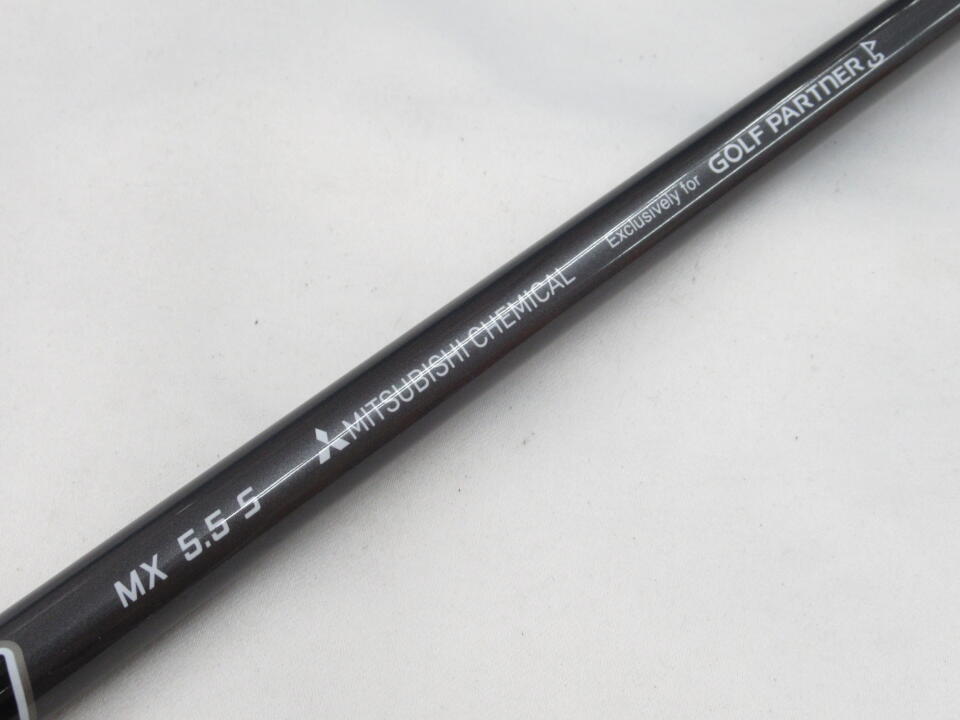 MX 5.5 S MITSUBISHI CHEMICAL Exclusively for GOLF PARTNER